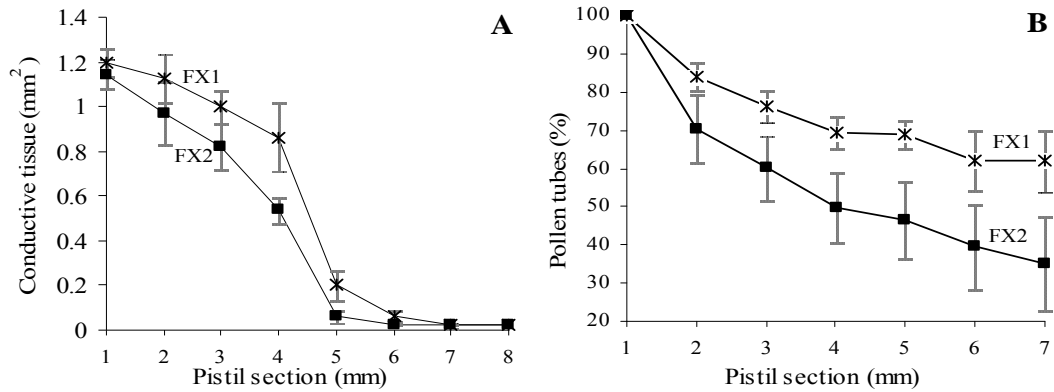 A
Conductive tissue (mm²)
1.4
1.2
1
0.8
0.6
0.4
0.2
0
FX1
FX2
1 2 3 4 5 6 7 8
Pistil section (mm)
B
Pollen tubes (%)
100
90
80
70
60
50
40
30
20
FX1
FX2
1 2 3 4 5 6 7
Pistil section (mm)